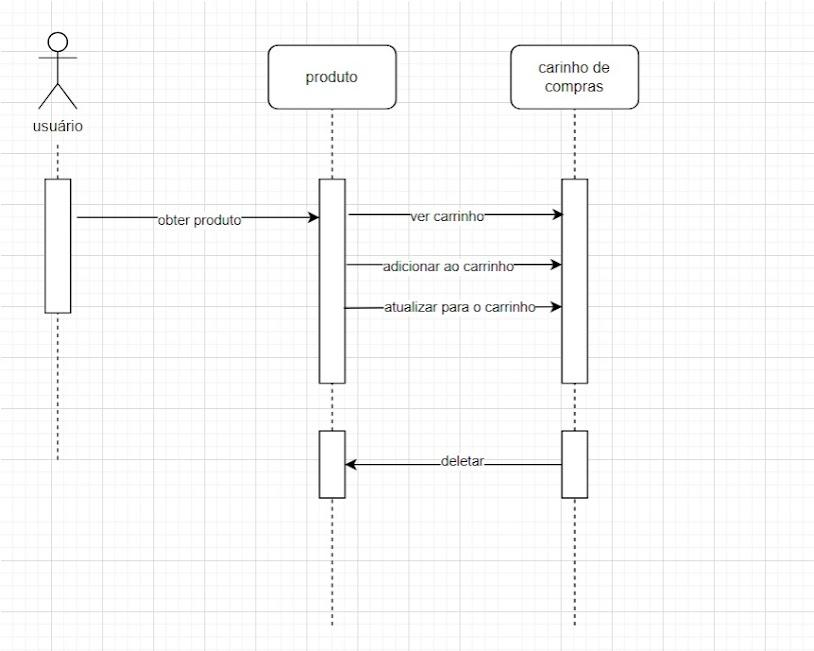 usuário
produto
carinho de
compras
obter produto
ver carrinho
adicionar ao carrinho
atualizar para o carrinho
deletar